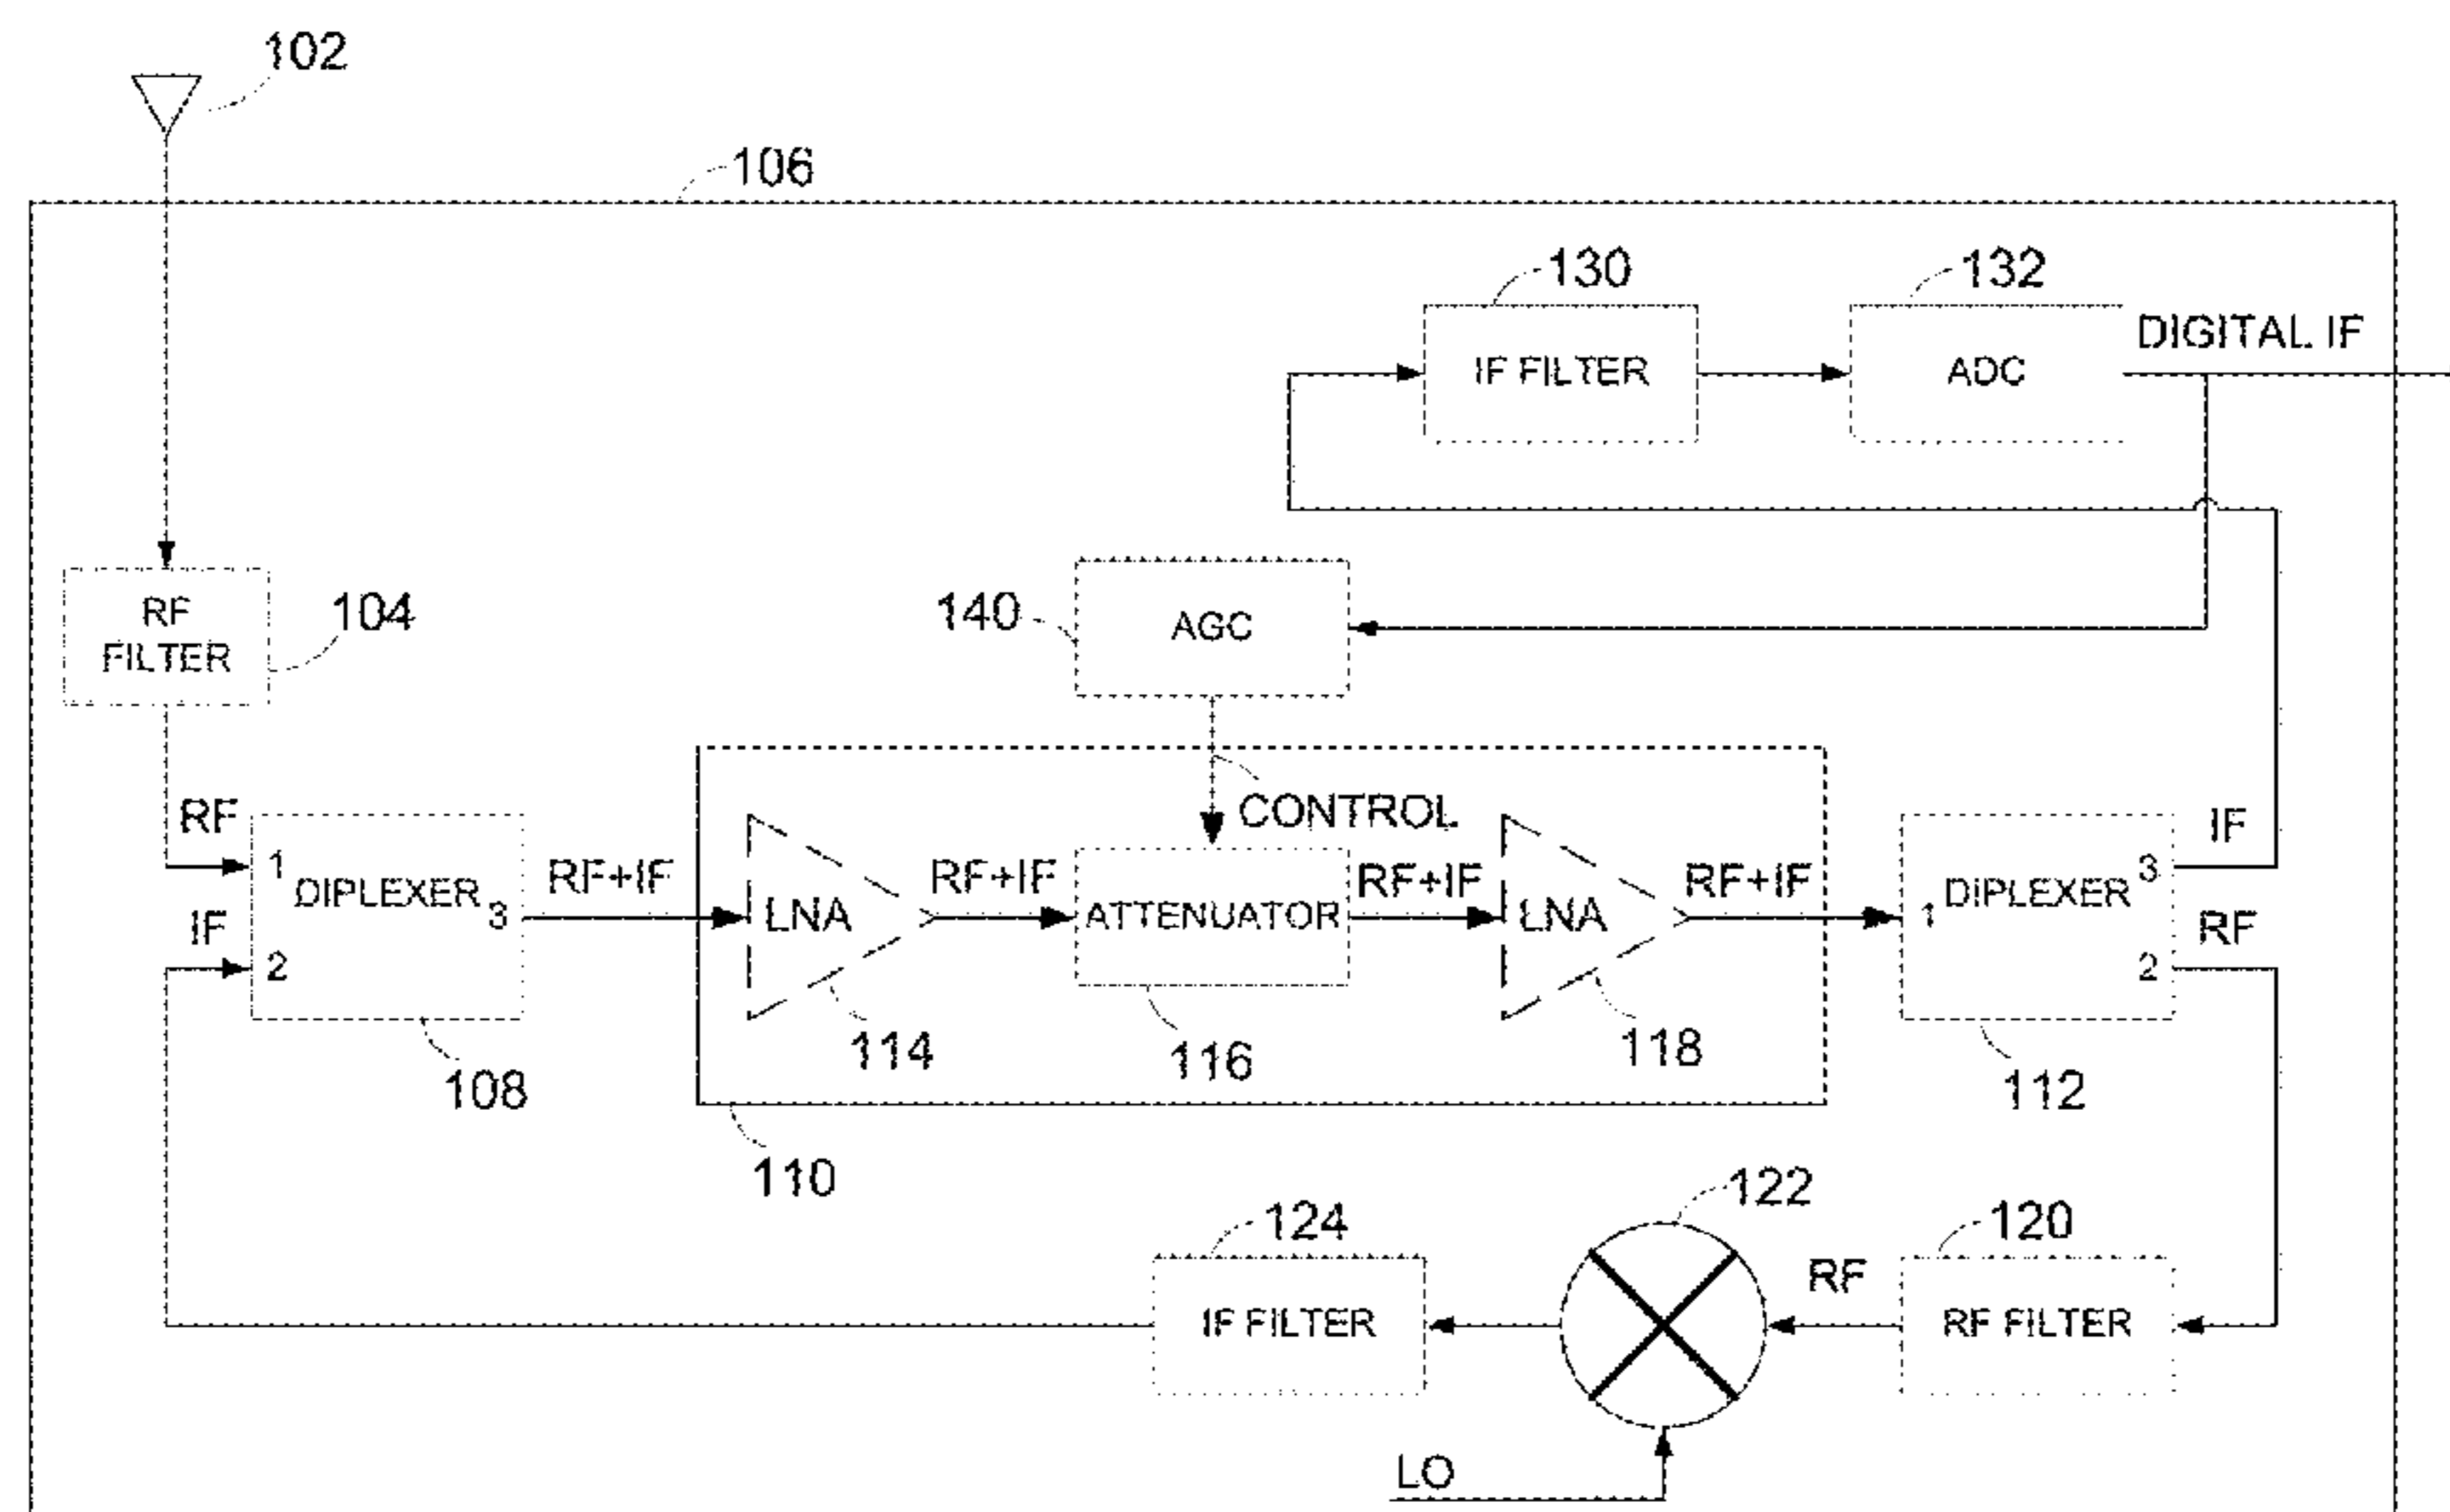 102
106
130
132
DIGITAL IF
IF FILTER
ADC
RF
FILTER
104
140
AGC
CONTROL
RF
1
DIPLEXER
3
IF
2
108
RF+IF
LNA
114
RF+IF
ATTENUATOR
116
RF+IF
LNA
118
RF+IF
1
DIPLEXER
3
2
IF
RF
112
110
124
122
120
IF FILTER
RF
RF FILTER
LO